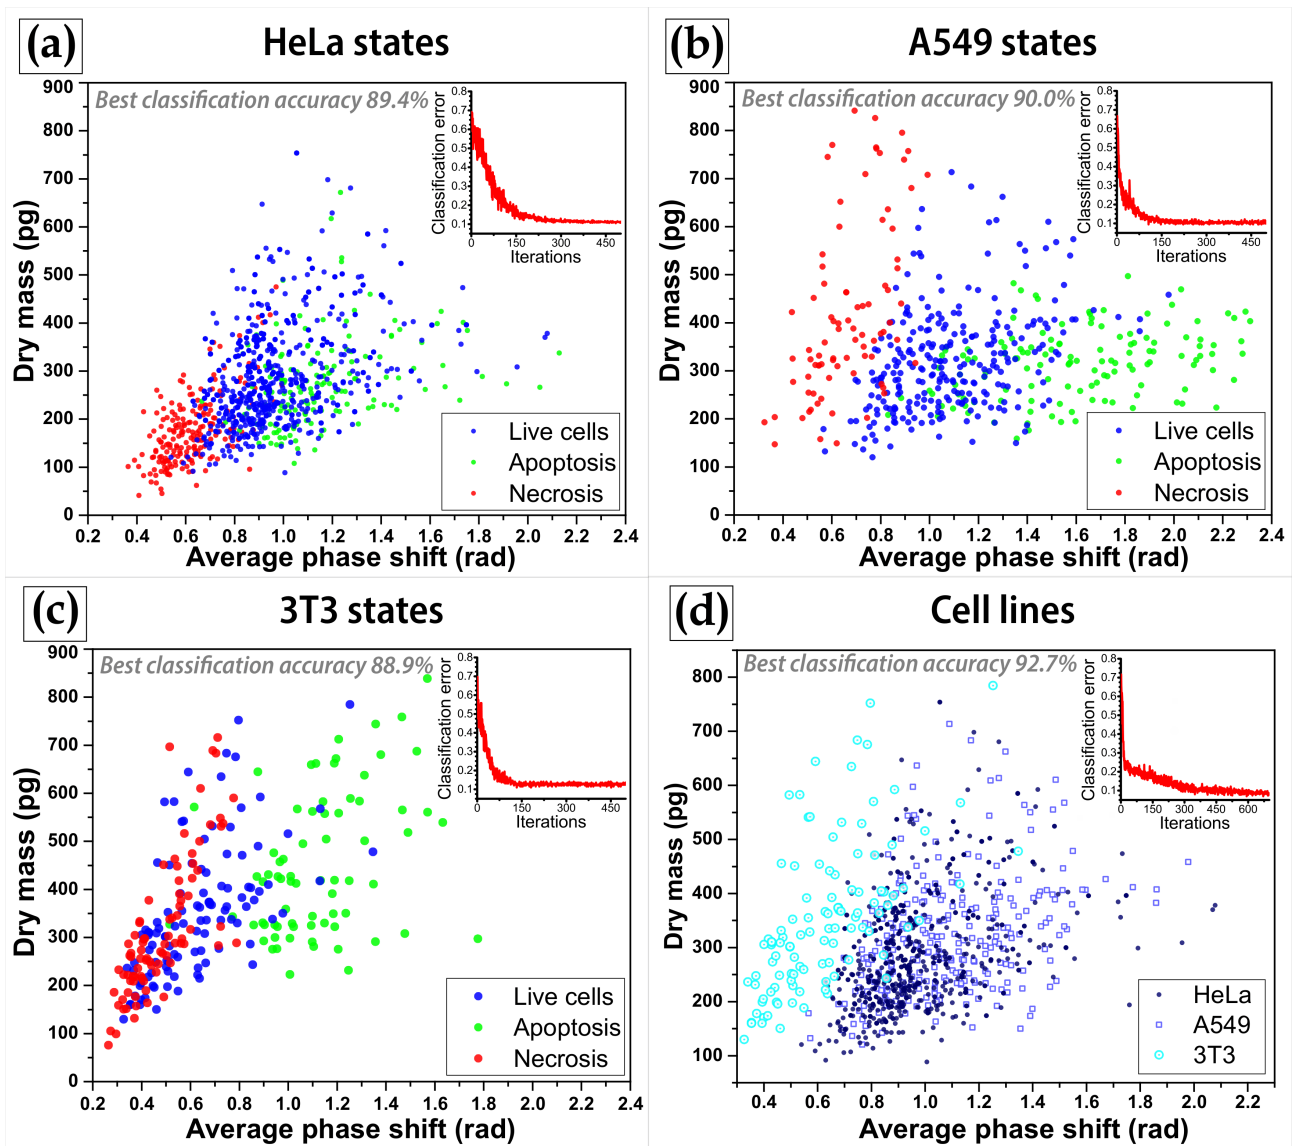 (a)
HeLa states
Best classification accuracy 89.4%
Dry mass (pg)
900
800
700
600
500
400
300
200
100
0
0.2 0.4 0.6 0.8 1.0 1.2 1.4 1.6 1.8 2.0 2.2 2.4
Average phase shift (rad)
Classification error
0.8
0.7
0.6
0.5
0.4
0.3
0.2
0.1
0 150 300 450
Iterations
Live cells
Apoptosis
Necrosis
(b)
A549 states
Best classification accuracy 90.0%
Dry mass (pg)
900
800
700
600
500
400
300
200
100
0
0.2 0.4 0.6 0.8 1.0 1.2 1.4 1.6 1.8 2.0 2.2 2.4
Average phase shift (rad)
Classification error
0.8
0.7
0.6
0.5
0.4
0.3
0.2
0.1
0 150 300 450
Iterations
Live cells
Apoptosis
Necrosis
(c)
3T3 states
Best classification accuracy 88.9%
Dry mass (pg)
900
800
700
600
500
400
300
200
100
0
0.2 0.4 0.6 0.8 1.0 1.2 1.4 1.6 1.8 2.0 2.2 2.4
Average phase shift (rad)
Classification error
0.8
0.7
0.6
0.5
0.4
0.3
0.2
0.1
0 150 300 450
Iterations
Live cells
Apoptosis
Necrosis
(d)
Cell lines
Best classification accuracy 92.7%
Dry mass (pg)
800
700
600
500
400
300
200
100
0.4 0.6 0.8 1.0 1.2 1.4 1.6 1.8 2.0 2.2
Average phase shift (rad)
Classification error
0.8
0.7
0.6
0.5
0.4
0.3
0.2
0.1
0 150 300 450 600
Iterations
HeLa
A549
3T3